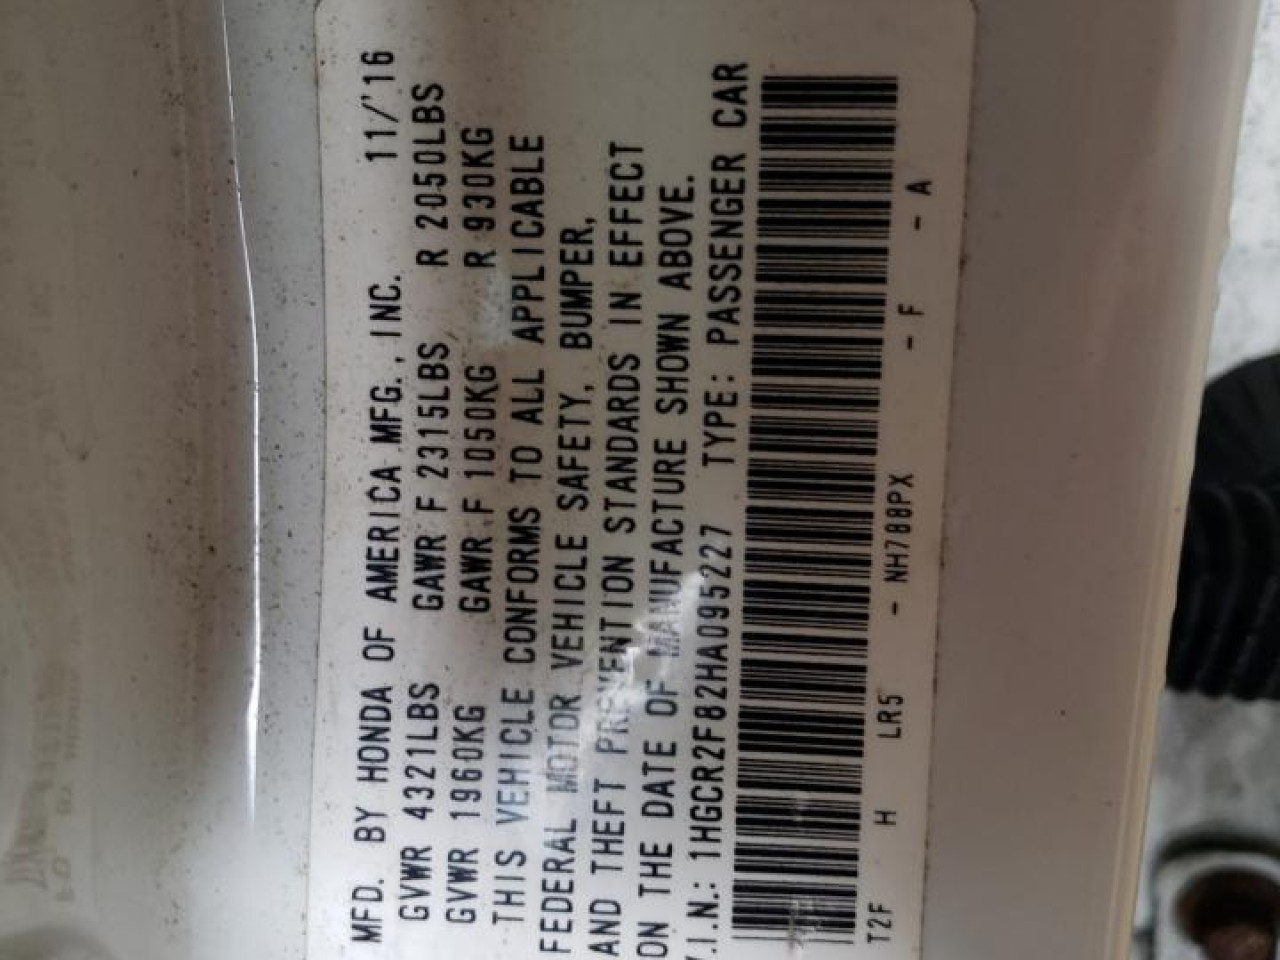 MFD. BY HONDA OF AMERICA MFG., INC. 11/'16
GVWR 4321LBS GAWR F 2315LBS R 2050LBS
GVWR 1960KG GAWR F 1050KG R 930KG
THIS VEHICLE CONFORMS TO ALL APPLICABLE
FEDERAL MOTOR VEHICLE SAFETY, BUMPER,
AND THEFT PREVENTION STANDARDS IN EFFECT
ON THE DATE OF MANUFACTURE SHOWN ABOVE.
V.I.N.: 1HGCR2F82HA095227 TYPE: PASSENGER CAR
T2F H LR5 - NH788PX - F - A